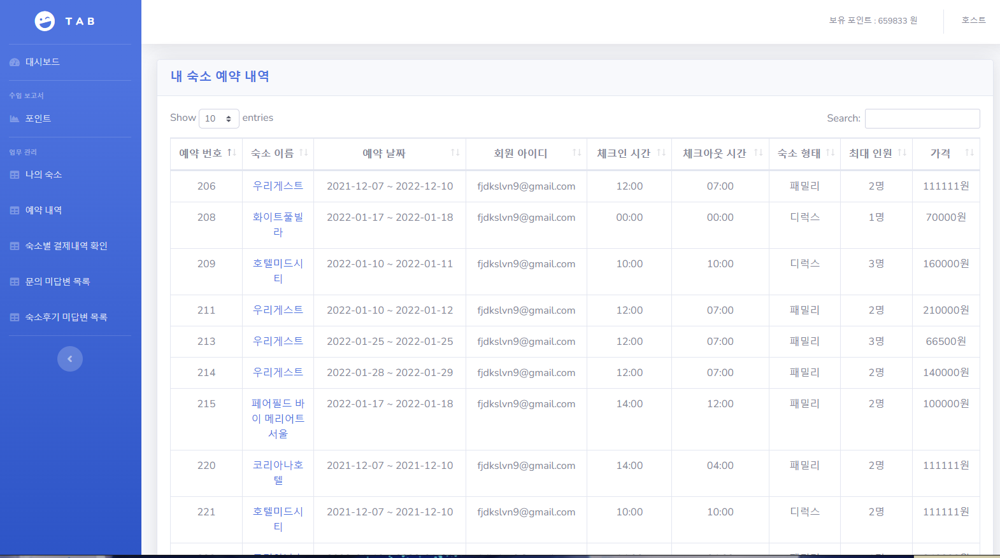 TAB
보유 포인트 : 659833 원
호스트
대시보드
수입 보고서
포인트
업무 관리
나의 숙소
예약 내역
숙소별 결제내역 확인
문의 미답변 목록
숙소후기 미답변 목록
내 숙소 예약 내역
Show 10 entries
Search:
예약 번호 숙소 이름 예약 날짜 회원 아이디 체크인 시간 체크아웃 시간 숙소 형태 최대 인원 가격
206 우리게스트 2021-12-07 ~ 2022-12-10 fjdkslvn9@gmail.com 12:00 07:00 패밀리 2명 111111원
208 화이트풀빌 2022-01-17 ~ 2022-01-18 fjdkslvn9@gmail.com 00:00 00:00 디럭스 1명 70000원
라
209 호텔미드시 2022-01-10 ~ 2022-01-11 fjdkslvn9@gmail.com 10:00 10:00 디럭스 3명 160000원
티
211 우리게스트 2022-01-10 ~ 2022-01-12 fjdkslvn9@gmail.com 12:00 07:00 패밀리 2명 210000원
213 우리게스트 2022-01-25 ~ 2022-01-25 fjdkslvn9@gmail.com 12:00 07:00 패밀리 3명 66500원
214 우리게스트 2022-01-28 ~ 2022-01-29 fjdkslvn9@gmail.com 12:00 07:00 패밀리 2명 140000원
215 페어필드 바 2022-01-17 ~ 2022-01-18 fjdkslvn9@gmail.com 14:00 12:00 패밀리 2명 100000원
이 메리어트
서울
220 코리아나호 2021-12-07 ~ 2021-12-10 fjdkslvn9@gmail.com 14:00 04:00 패밀리 2명 111111원
텔
221 호텔미드시 2021-12-07 ~ 2021-12-10 fjdkslvn9@gmail.com 10:00 10:00 디럭스 2명 111111원
티